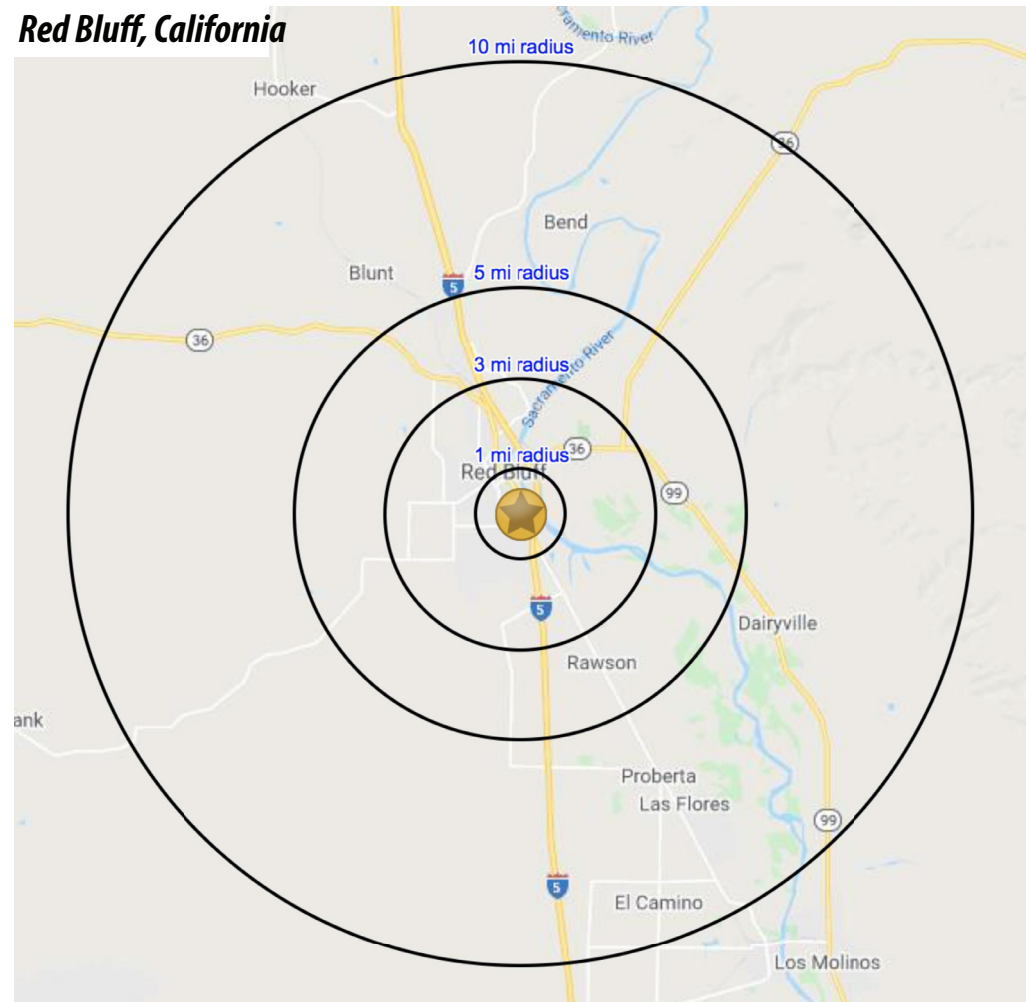 Red Bluff, California
Sacramento River
10 mi radius
Hooker
36
Bend
Blunt
5 mi radius
5
36
Sacramento River
3 mi radius
36
1 mi radius
Red Bluff
99
5
Dairyville
Rawson
ank
Proberta
Las Flores
99
5
El Camino
Los Molinos